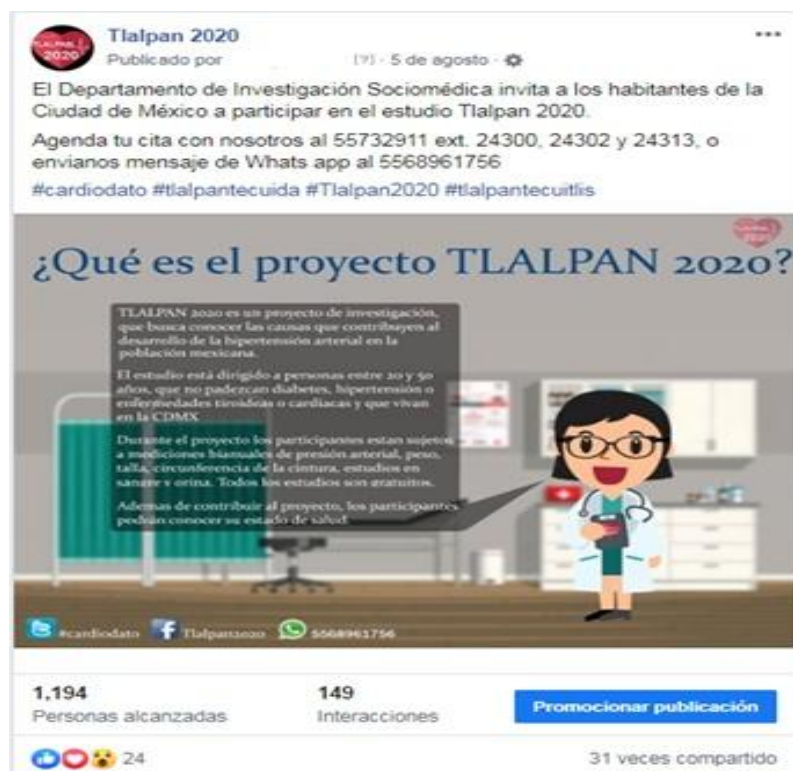 Tlalpan 2020
Publicado por [?] · 5 de agosto ·
El Departamento de Investigación Sociomédica invita a los habitantes de la
Ciudad de México a participar en el estudio Tlalpan 2020.
Agenda tu cita con nosotros al 55732911 ext. 24300, 24302 y 24313, o
envianos mensaje de Whats app al 5568961756
#cardiodato #tlalpantecuida #Tlalpan2020 #tlalpantecuitlis
TLALPAN
2020
¿Qué es el proyecto TLALPAN 2020?
TLALPAN 2020 es un proyecto de investigación,
que busca conocer las causas que contribuyen al
desarrollo de la hipertensión arterial en la
población mexicana.
El estudio está dirigido a personas entre 20 y 50
años, que no padezcan diabetes, hipertensión o
enfermedades tiroideas o cardiacas y que vivan
en la CDMX
Durante el proyecto los participantes estan sujetos
a mediciones bianuales de presión arterial, peso,
talla, circunferencia de la cintura, estudios en
sangre y orina. Todos los estudios son gratuitos.
Ademas de contribuir al proyecto, los participantes
podrán conocer su estado de salud
#cardiodato Tlalpan2020 5568961756
1,194 149 Promocionar publicación
Personas alcanzadas Interacciones
24 31 veces compartido